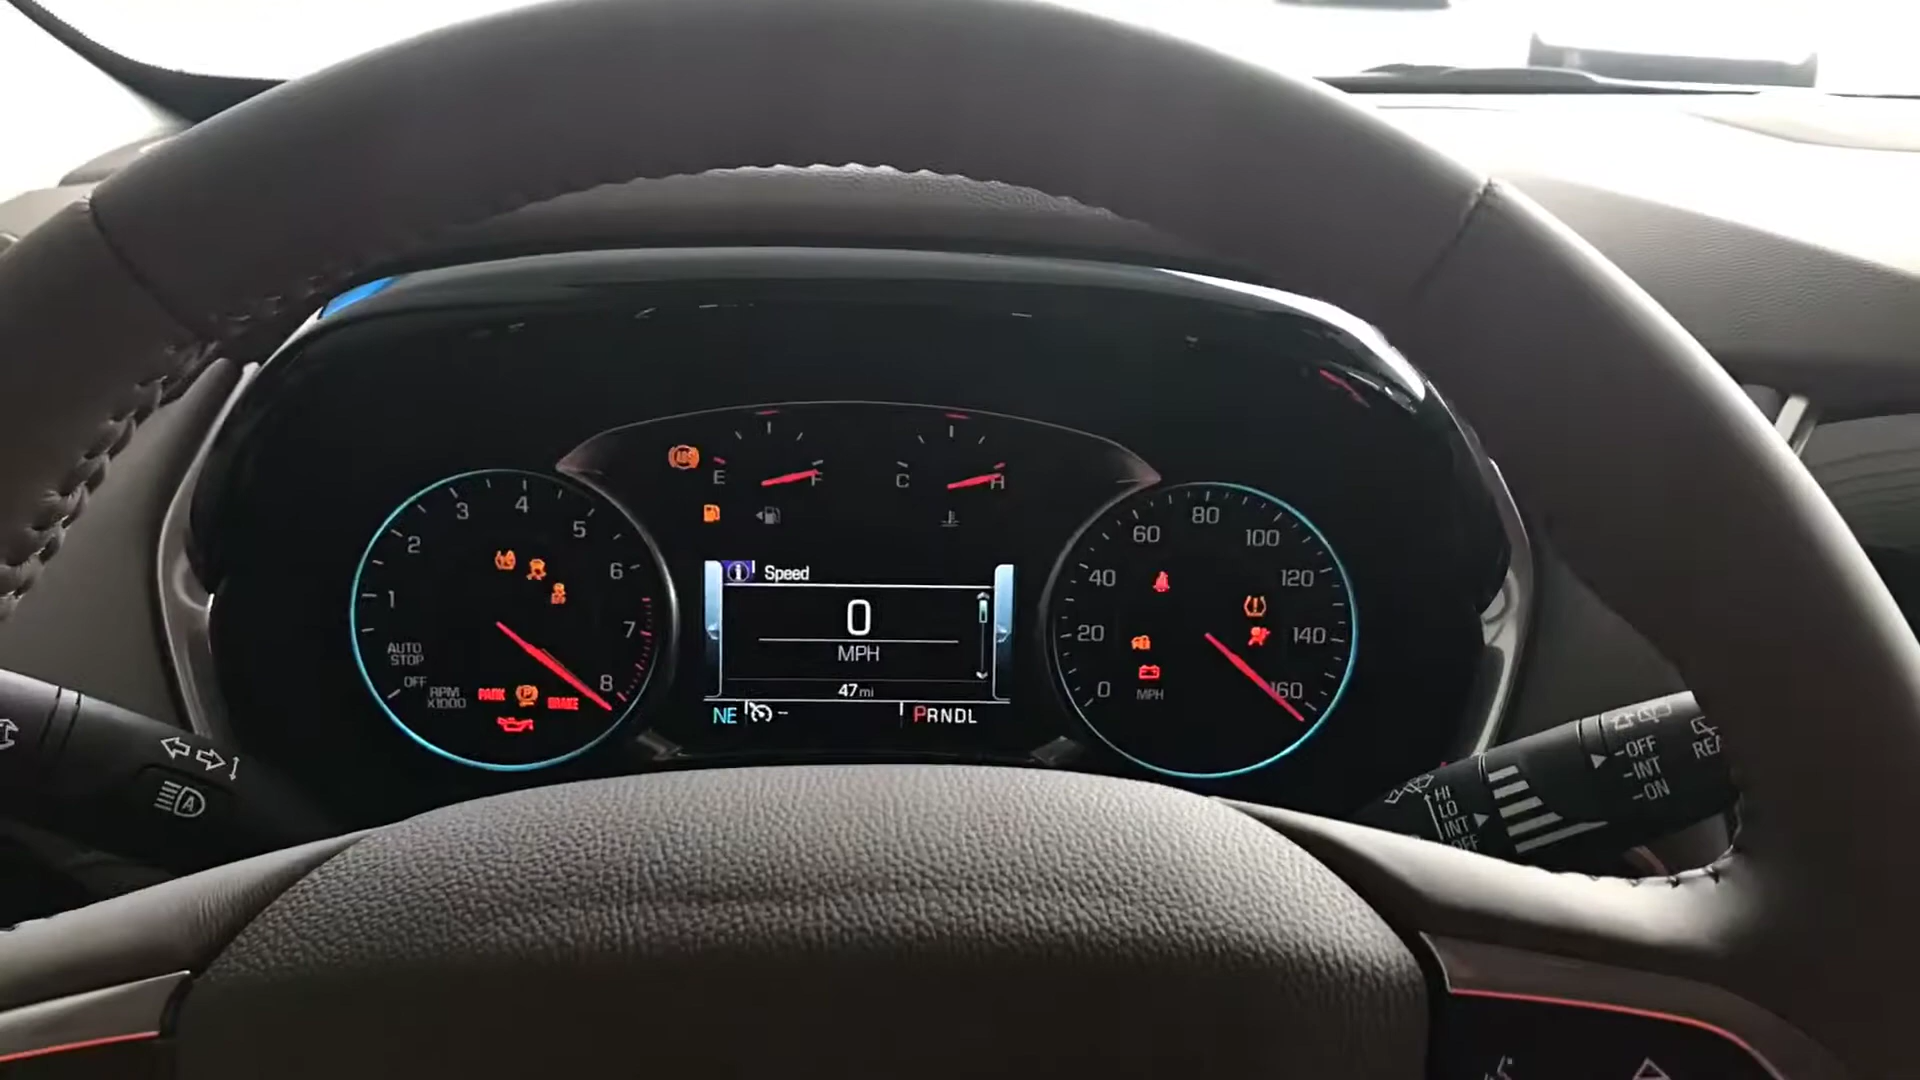 ABS
E F
C H
1
2
3
4
5
6
7
8
AUTO
STOP
OFF
RPM
X1000
PARK
P
BRAKE
Speed
0
MPH
47 mi
NE
PRNDL
0
20
40
60
80
100
120
140
160
MPH
A
HI
LO
INT
OFF
OFF
INT
ON